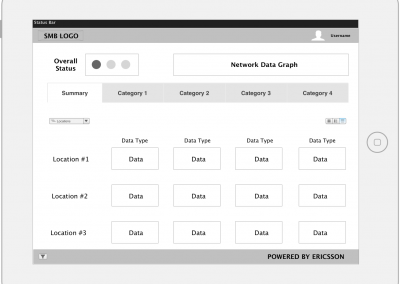 Status Bar
SMB LOGO
Username
Overall Status
Network Data Graph
Summary Category 1 Category 2 Category 3 Category 4
Location
Data Type Data Type Data Type Data Type
Location #1 Data Data Data Data
Location #2 Data Data Data Data
Location #3 Data Data Data Data
POWERED BY ERICSSON